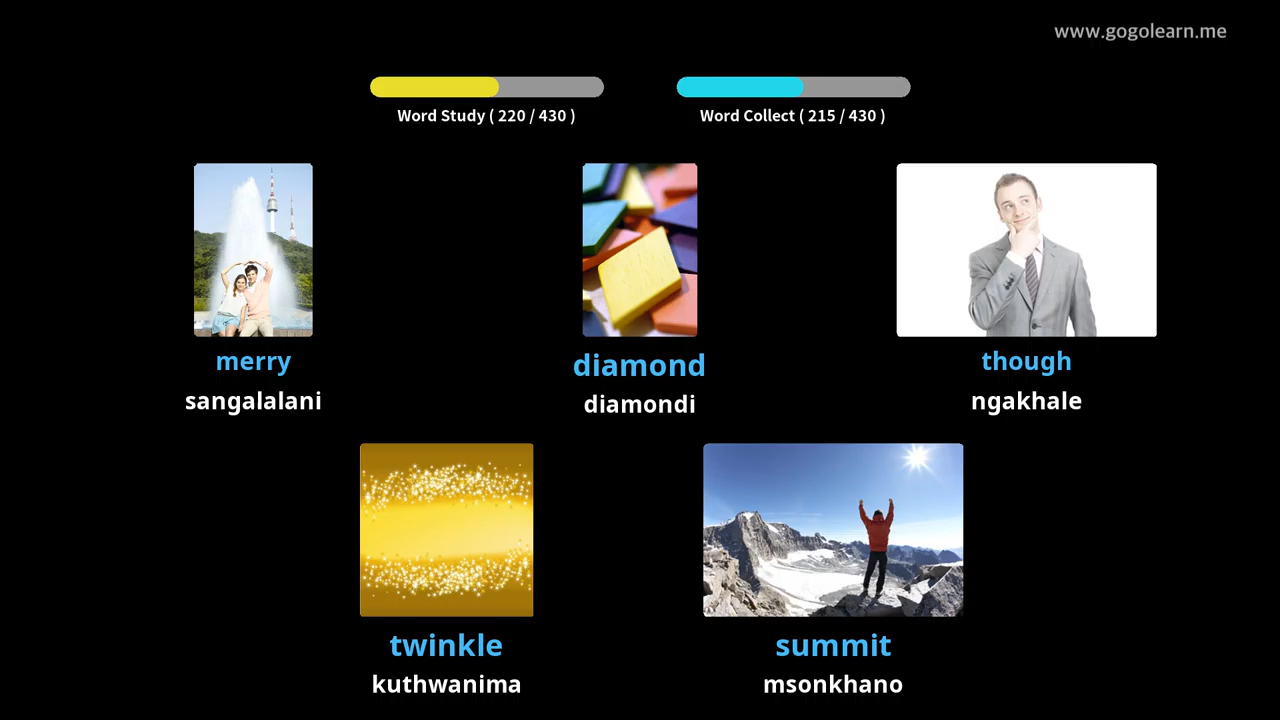 www.gogolearn.me
Word Study ( 220 / 430 )
Word Collect ( 215 / 430 )
merry
sangalalani
diamond
diamondi
though
ngakhale
twinkle
kuthwanima
summit
msonkhano